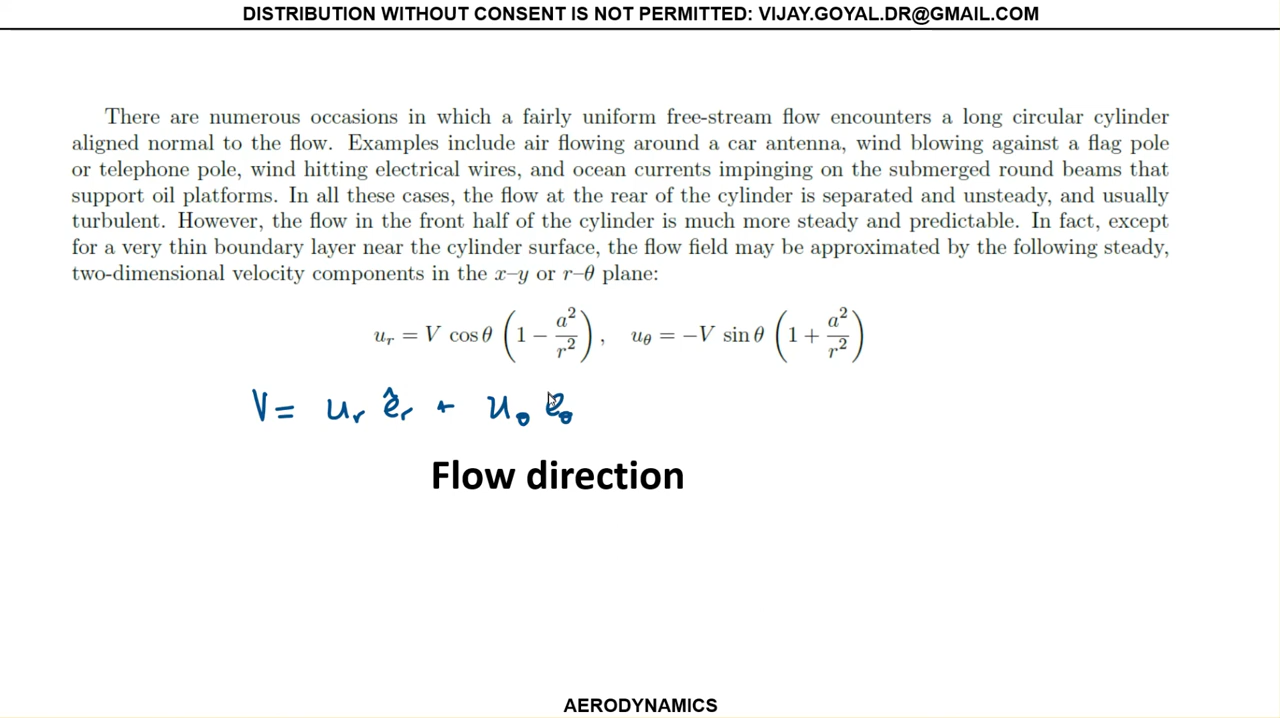 DISTRIBUTION WITHOUT CONSENT IS NOT PERMITTED: VIJAY.GOYAL.DR@GMAIL.COM
There are numerous occasions in which a fairly uniform free-stream flow encounters a long circular cylinder
aligned normal to the flow. Examples include air flowing around a car antenna, wind blowing against a flag pole
or telephone pole, wind hitting electrical wires, and ocean currents impinging on the submerged round beams that
support oil platforms. In all these cases, the flow at the rear of the cylinder is separated and unsteady, and usually
turbulent. However, the flow in the front half of the cylinder is much more steady and predictable. In fact, except
for a very thin boundary layer near the cylinder surface, the flow field may be approximated by the following steady,
two-dimensional velocity components in the x–y or r–θ plane:
u_r = V cos θ (1 − a²/r²), u_θ = −V sin θ (1 + a²/r²)
V = u_r ê_r + u_θ e_θ
Flow direction
AERODYNAMICS